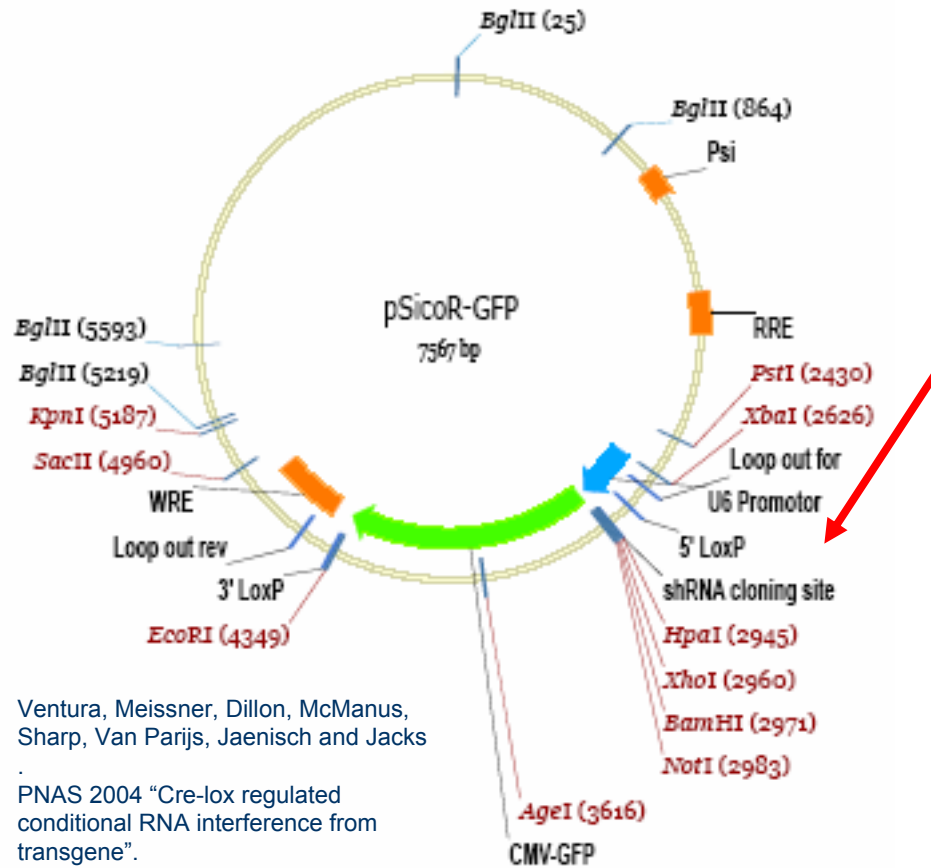 BglII (25)
BglII (864)
Psi
pSicoR-GFP
7567 bp
RRE
BglII (5593)
BglII (5219)
KpnI (5187)
SacII (4960)
WRE
Loop out rev
3' LoxP
EcoRI (4349)
PstI (2430)
XbaI (2626)
Loop out for
U6 Promotor
5' LoxP
shRNA cloning site
HpaI (2945)
XhoI (2960)
BamHI (2971)
NotI (2983)
AgeI (3616)
CMV-GFP
Ventura, Meissner, Dillon, McManus,
Sharp, Van Parijs, Jaenisch and Jacks
.
PNAS 2004 “Cre-lox regulated
conditional RNA interference from
transgene”.